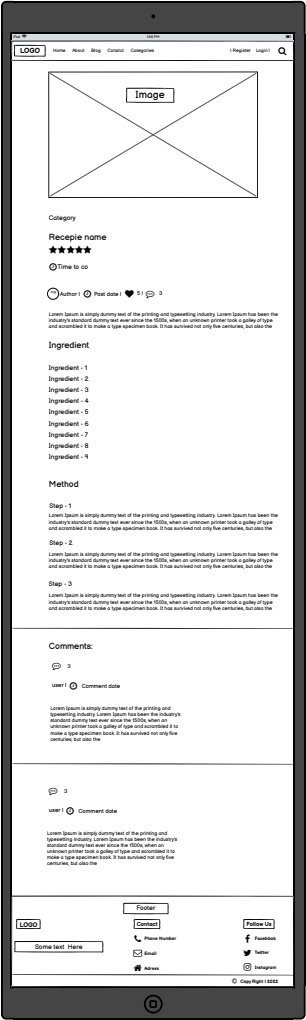 iPad 1:55 PM
LOGO Home About Blog Conatct Categories | Register Login |
Image
Category
Recepie name
Time to co
Author | Post date | 5 | 3
Lorem Ipsum is simply dummy text of the printing and typesetting industry. Lorem Ipsum has been the
industry's standard dummy text ever since the 1500s, when an unknown printer took a galley of type
and scrambled it to make a type specimen book. It has survived not only five centuries, but also the
Ingredient
Ingredient - 1
Ingredient - 2
Ingredient - 3
Ingredient - 4
Ingredient - 5
Ingredient - 6
Ingredient - 7
Ingredient - 8
Ingredient - 9
Method
Step - 1
Lorem Ipsum is simply dummy text of the printing and typesetting industry. Lorem Ipsum has been the
industry's standard dummy text ever since the 1500s, when an unknown printer took a galley of type
and scrambled it to make a type specimen book. It has survived not only five centuries, but also the
Step - 2
Lorem Ipsum is simply dummy text of the printing and typesetting industry. Lorem Ipsum has been the
industry's standard dummy text ever since the 1500s, when an unknown printer took a galley of type
and scrambled it to make a type specimen book. It has survived not only five centuries, but also the
Step - 3
Lorem Ipsum is simply dummy text of the printing and typesetting industry. Lorem Ipsum has been the
industry's standard dummy text ever since the 1500s, when an unknown printer took a galley of type
and scrambled it to make a type specimen book. It has survived not only five centuries, but also the
Comments:
3
user | Comment date
Lorem Ipsum is simply dummy text of the printing and
typesetting industry. Lorem Ipsum has been the industry's
standard dummy text ever since the 1500s, when an
unknown printer took a galley of type and scrambled it to
make a type specimen book. It has survived not only five
centuries, but also the
3
user | Comment date
Lorem Ipsum is simply dummy text of the printing and
typesetting industry. Lorem Ipsum has been the industry's
standard dummy text ever since the 1500s, when an
unknown printer took a galley of type and scrambled it to
make a type specimen book. It has survived not only five
centuries, but also the
Footer
LOGO Contact Follow Us
Phone Number Facebbok
Some text Here
Email Twitter
Adress Instagram
© Copy Right | 2022